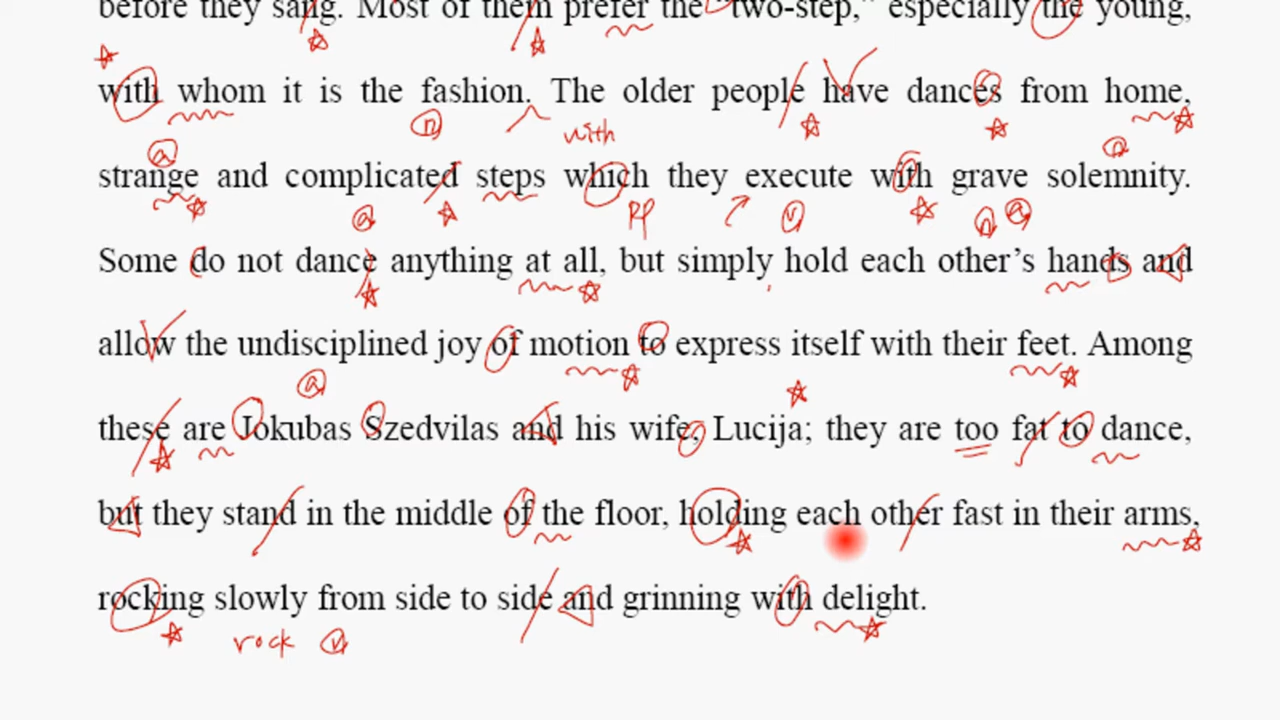 before they sang. Most of them prefer the "two-step," especially the young,
with whom it is the fashion. The older people have dances from home,
n
with
a
strange and complicated steps which they execute with grave solemnity.
a
rp
v
n a
Some do not dance anything at all, but simply hold each other's hands and
allow the undisciplined joy of motion to express itself with their feet. Among
a
these are Jokubas Szedvilas and his wife, Lucija; they are too fat to dance,
but they stand in the middle of the floor, holding each other fast in their arms,
rocking slowly from side to side and grinning with delight.
rock v